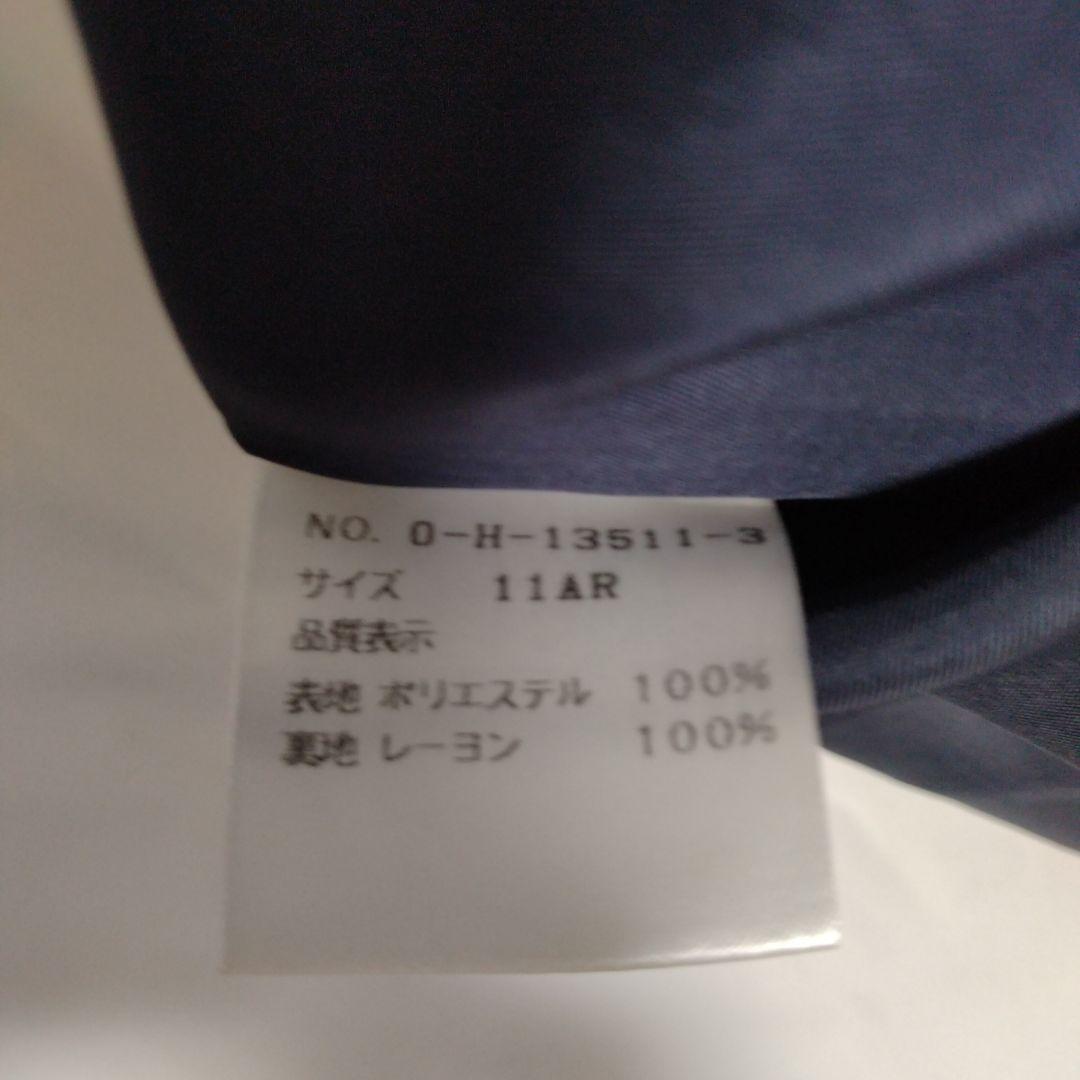 NO. 0-H-13511-3
サイズ 11AR
品質表示
表地 ポリエステル 100%
裏地 レーヨン 100%